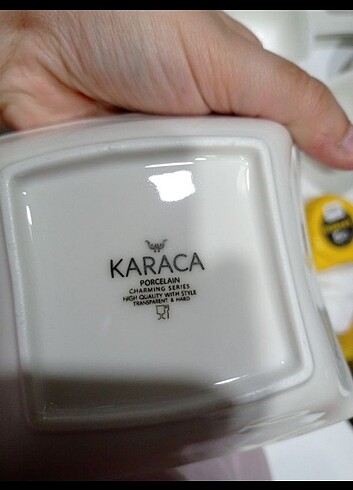 KARACA
PORCELAIN
CHARMING SERIES
HIGH QUALITY WITH STYLE
TRANSPARENT & HARD